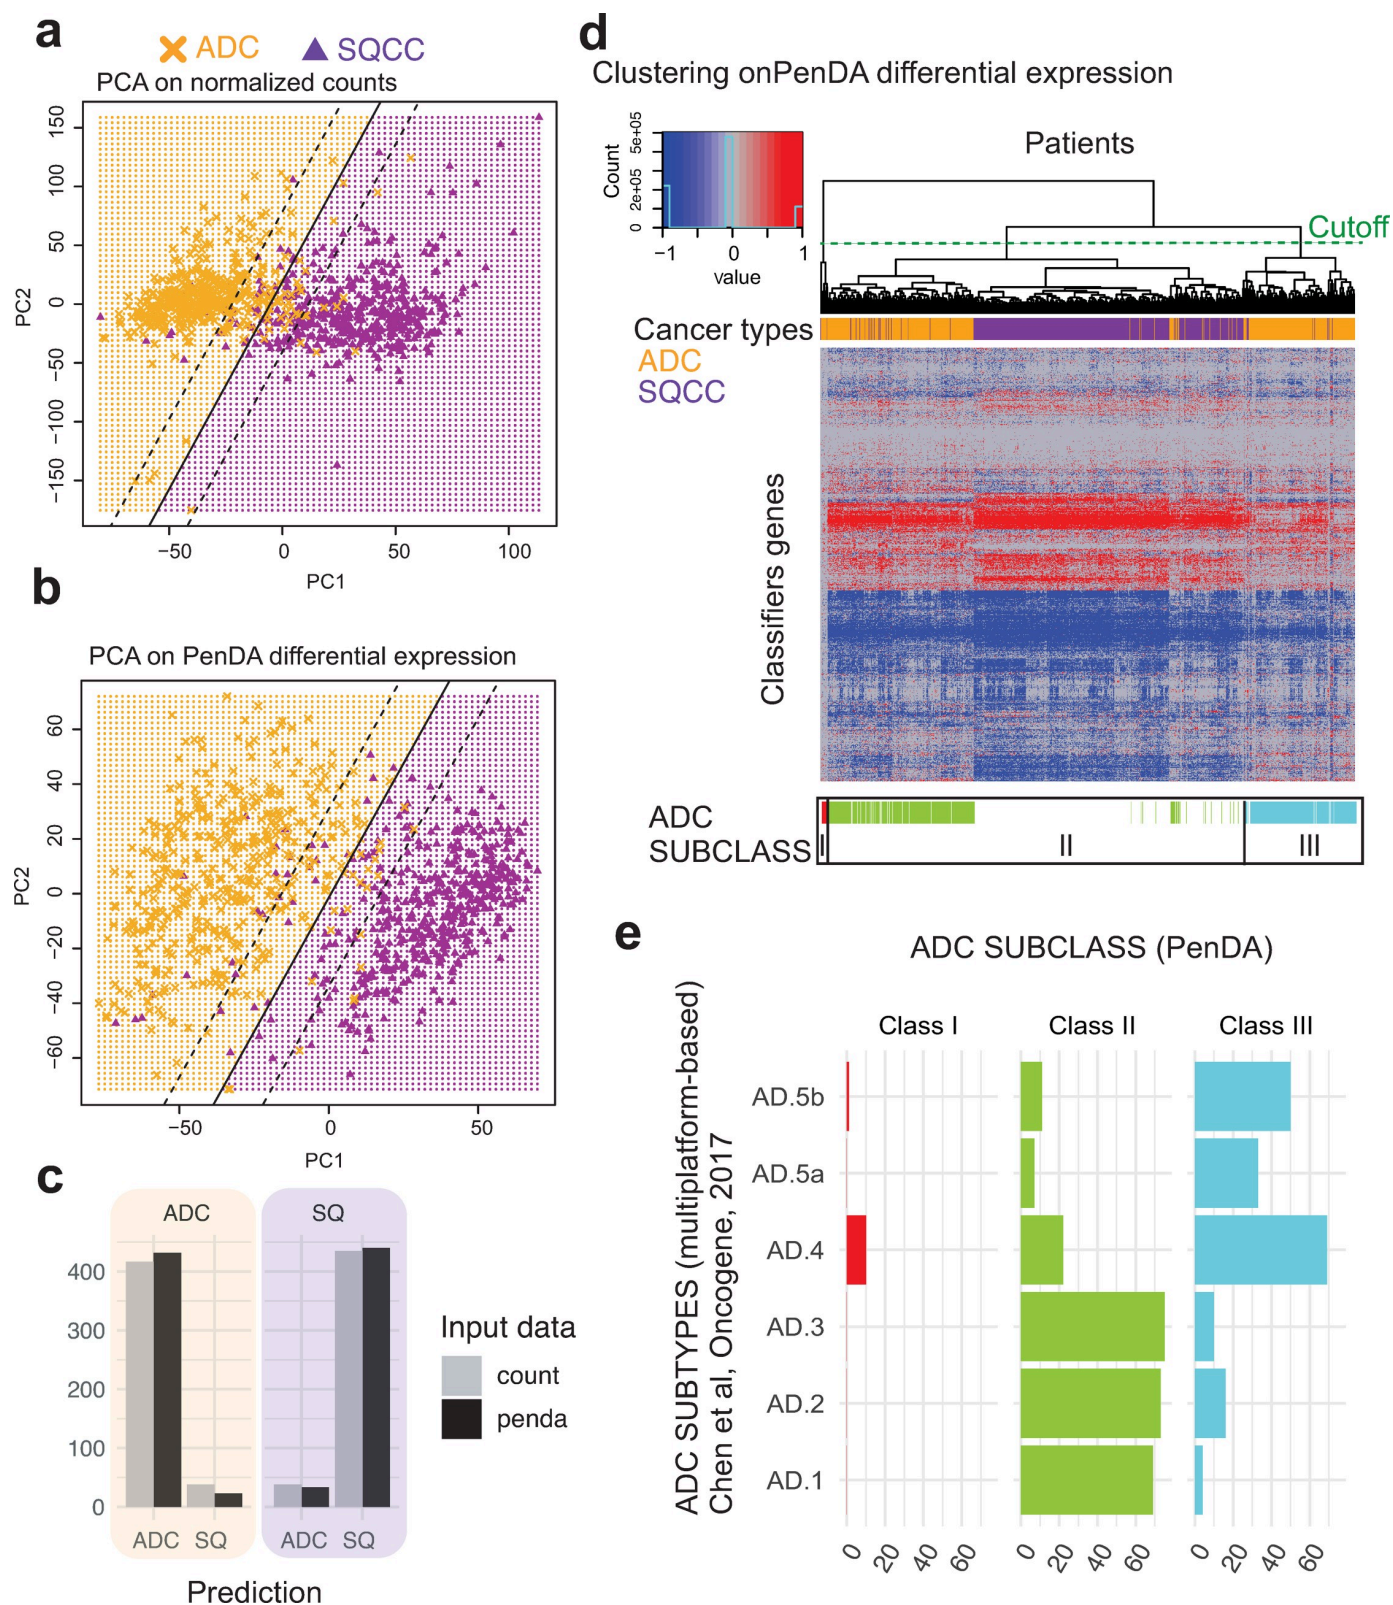 a
ADC SQCC
PCA on normalized counts
150
100
50
0
−50
−100
−150
PC2
−50 0 50 100
PC1
b
PCA on PenDA differential expression
60
40
20
0
−20
−40
−60
PC2
−50 0 50
PC1
c
ADC SQ
400
300
200
100
0
ADC SQ ADC SQ
Prediction
Input data
count
penda
d
Clustering onPenDA differential expression
Count
0 2e+05 5e+05
−1 0 1
value
Patients
Cutoff
Cancer types
ADC
SQCC
Classifiers genes
ADC
SUBCLASS
I II III
e
ADC SUBCLASS (PenDA)
Class I Class II Class III
ADC SUBTYPES (multiplatform-based)
Chen et al, Oncogene, 2017
AD.5b
AD.5a
AD.4
AD.3
AD.2
AD.1
0 20 40 60 0 20 40 60 0 20 40 60